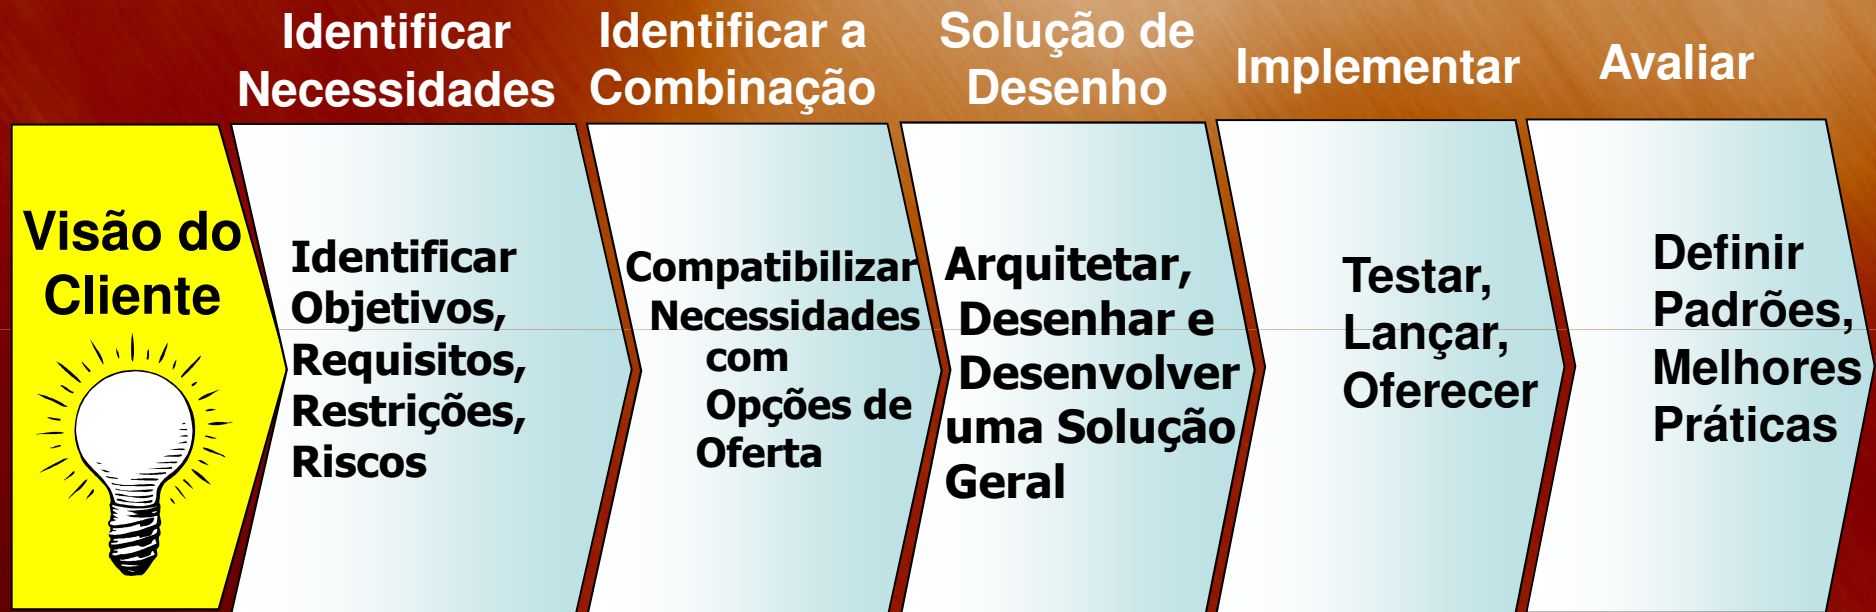 Identificar
Necessidades
Identificar a
Combinação
Solução de
Desenho
Implementar
Avaliar
Visão do
Cliente
Identificar
Objetivos,
Requisitos,
Restrições,
Riscos
Compatibilizar
Necessidades
com
Opções de
Oferta
Arquitetar,
Desenhar e
Desenvolver
uma Solução
Geral
Testar,
Lançar,
Oferecer
Definir
Padrões,
Melhores
Práticas